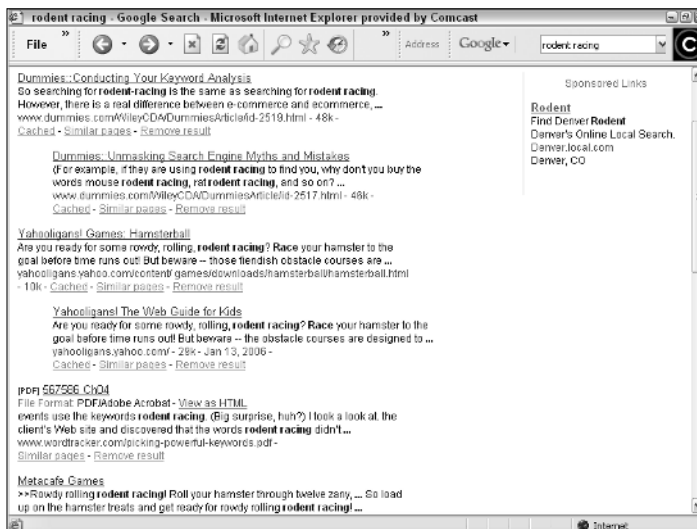 rodent racing - Google Search - Microsoft Internet Explorer provided by Comcast
File » » Address Google rodent racing
Dummies::Conducting Your Keyword Analysis
So searching for rodent-racing is the same as searching for rodent racing.
However, there is a real difference between e-commerce and ecommerce, ...
www.dummies.com/WileyCDA/DummiesArticle/id-2519.html - 48k -
Cached - Similar pages - Remove result
Dummies: Unmasking Search Engine Myths and Mistakes
(For example, if they are using rodent racing to find you, why don't you buy the
words mouse rodent racing, rat rodent racing, and so on? ...
www.dummies.com/WileyCDA/DummiesArticle/id-2517.html - 46k -
Cached - Similar pages - Remove result
Yahooligans! Games: Hamsterball
Are you ready for some rowdy, rolling, rodent racing? Race your hamster to the
goal before time runs out! But beware -- those fiendish obstacle courses are ...
yahooligans.yahoo.com/content/ games/downloads/hamsterball/hamsterball.html
- 10k - Cached - Similar pages - Remove result
Yahooligans! The Web Guide for Kids
Are you ready for some rowdy, rolling, rodent racing? Race your hamster to the
goal before time runs out! But beware -- the obstacle courses are designed to ...
yahooligans.yahoo.com/ - 29k - Jan 13, 2006 -
Cached - Similar pages - Remove result
[PDF] 567586 Ch04
File Format: PDF/Adobe Acrobat - View as HTML
events use the keywords rodent racing. (Big surprise, huh?) I took a look at. the
client's Web site and discovered that the words rodent racing didn't ...
www.wordtracker.com/picking-powerful-keywords.pdf -
Similar pages - Remove result
Metacafe Games
>>Rowdy rolling rodent racing! Roll your hamster through twelve zany, ... So load
up on the hamster treats and get ready for rowdy rolling rodent racing! ...
Sponsored Links
Rodent
Find Denver Rodent
Denver's Online Local Search.
Denver.local.com
Denver, CO
Internet